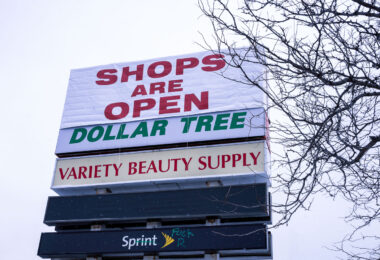 SHOPS
ARE
OPEN
DOLLAR TREE
VARIETY BEAUTY SUPPLY
Sprint